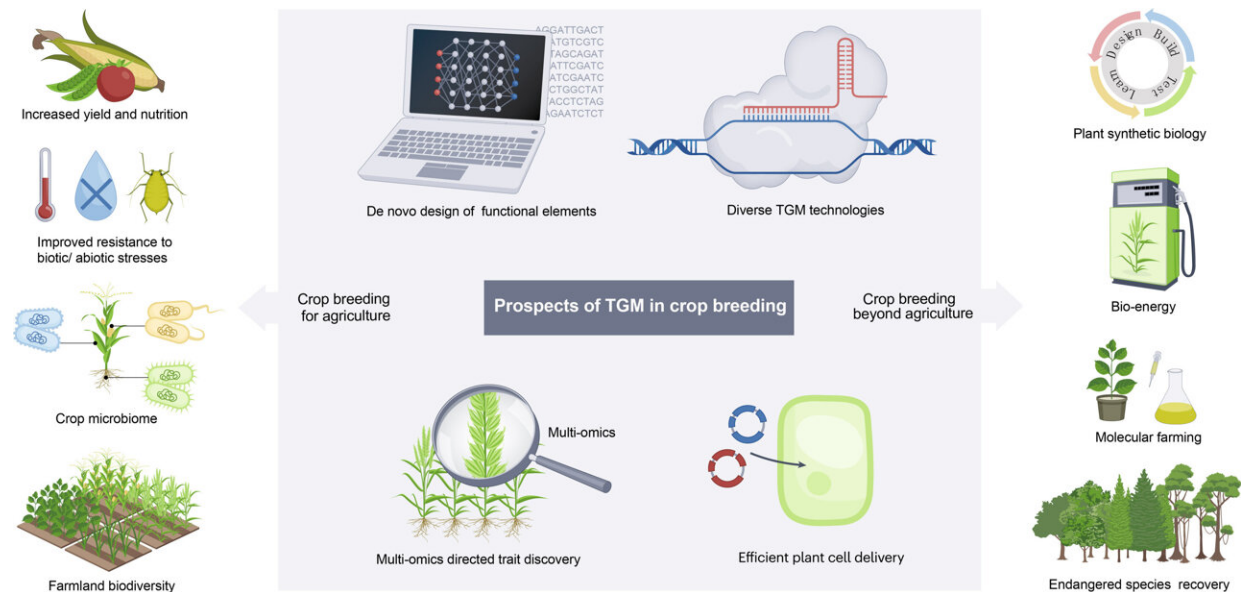 Increased yield and nutrition
Improved resistance to
biotic/ abiotic stresses
Crop microbiome
Farmland biodiversity
Crop breeding
for agriculture
AGGATTGACT
ATGTCGTC
TAGCAGAT
ATTCGATC
ATCGAATC
CTGGCTAT
ACCTCTAG
AGAATCTCT
De novo design of functional elements
Diverse TGM technologies
Prospects of TGM in crop breeding
Multi-omics
Multi-omics directed trait discovery
Efficient plant cell delivery
Crop breeding
beyond agriculture
Design Build Test Learn
Plant synthetic biology
Bio-energy
Molecular farming
Endangered species recovery